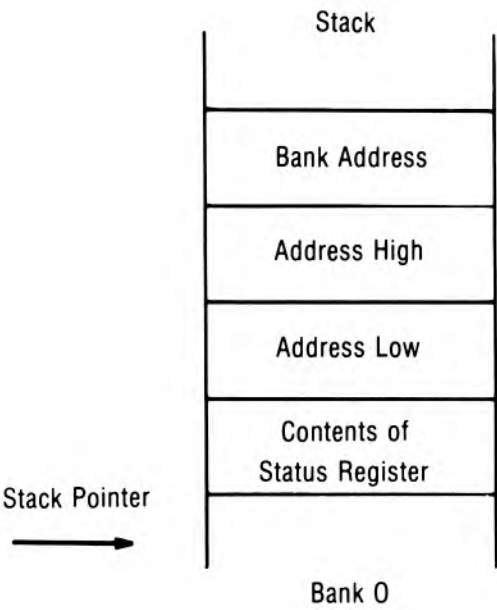 Stack
Bank Address
Address High
Address Low
Contents of
Status Register
Stack Pointer
Bank 0